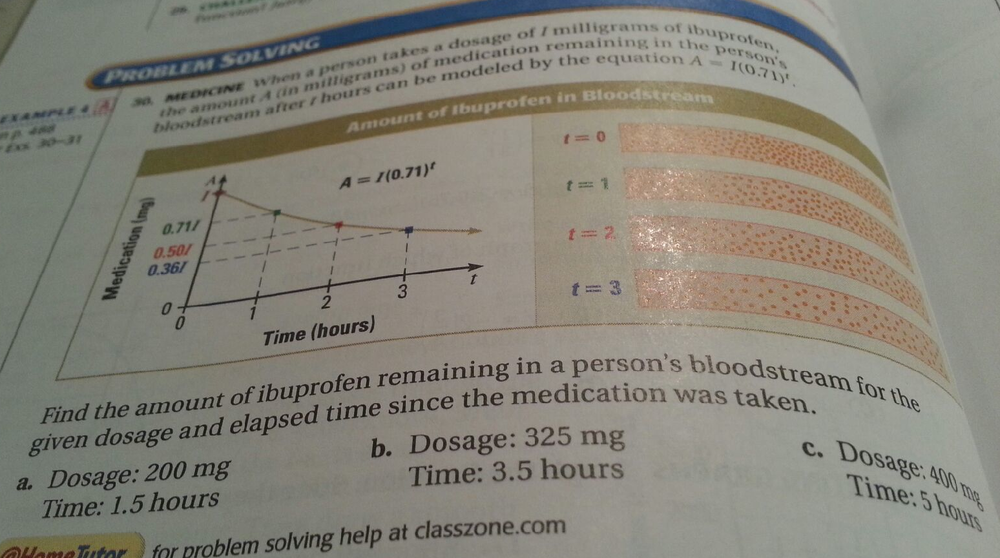 PROBLEM SOLVING
EXAMPLE 4
p. 486
Exs. 30–31
30. MEDICINE When a person takes a dosage of I milligrams of ibuprofen,
the amount A (in milligrams) of medication remaining in the person's
bloodstream after t hours can be modeled by the equation A = I(0.71)ᵗ.
Amount of Ibuprofen in Bloodstream
A
I
A = I(0.71)ᵗ
0.71I
0.50I
0.36I
Medication (mg)
0
0
1
2
3
t
Time (hours)
t = 0
t = 1
t = 2
t = 3
Find the amount of ibuprofen remaining in a person's bloodstream for the
given dosage and elapsed time since the medication was taken.
a. Dosage: 200 mg
Time: 1.5 hours
b. Dosage: 325 mg
Time: 3.5 hours
c. Dosage: 400 mg
Time: 5 hours
@HomeTutor for problem solving help at classzone.com